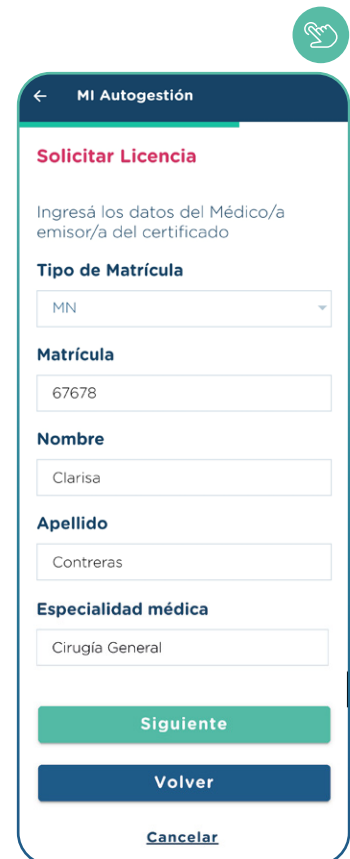 MI Autogestión
Solicitar Licencia
Ingresá los datos del Médico/a
emisor/a del certificado
Tipo de Matrícula
MN
Matrícula
67678
Nombre
Clarisa
Apellido
Contreras
Especialidad médica
Cirugía General
Siguiente
Volver
Cancelar